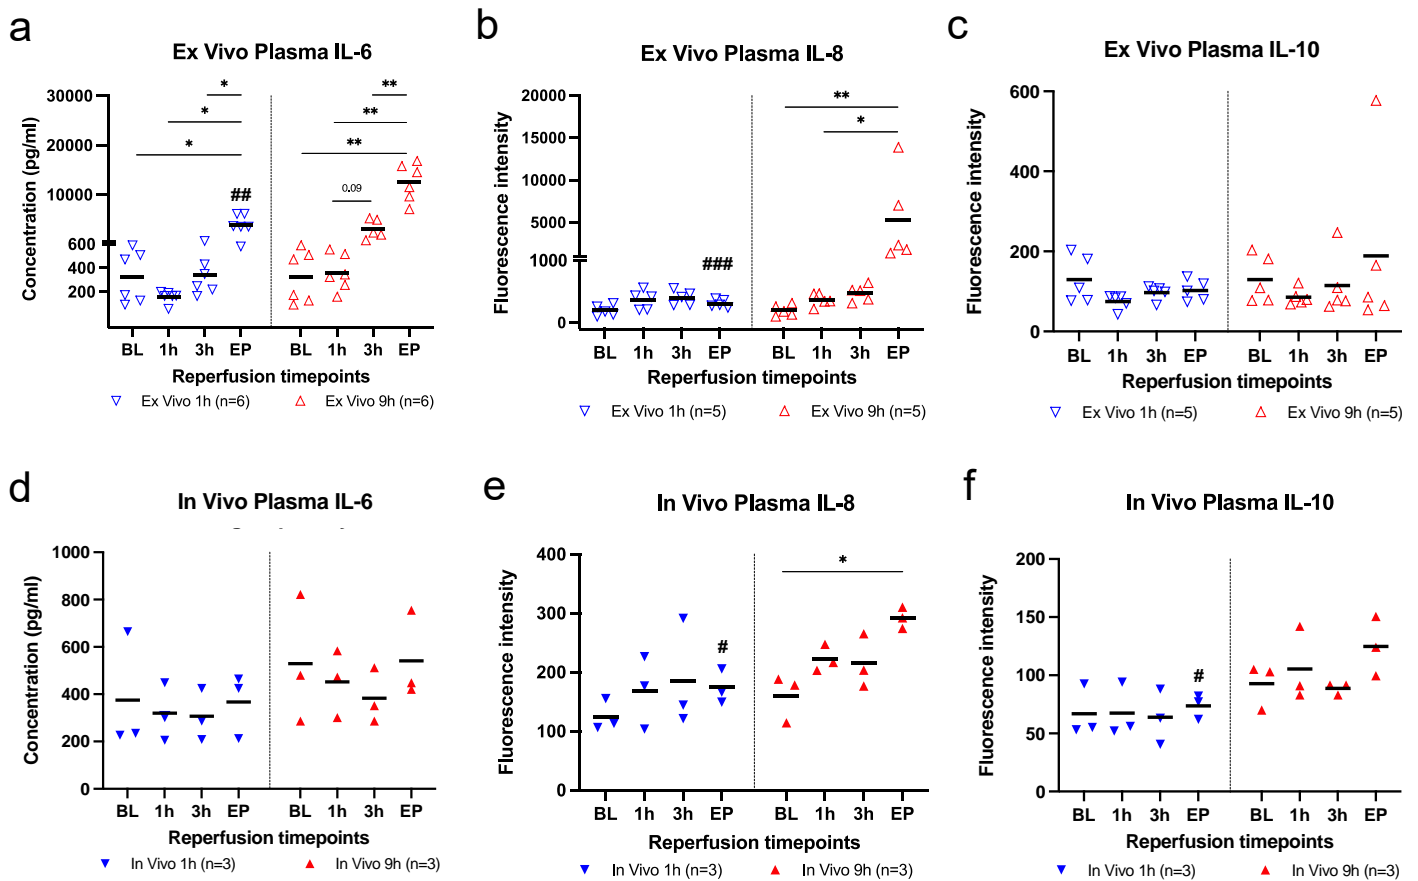 a
Ex Vivo Plasma IL-6
Concentration (pg/ml)
30000
20000
10000
600
400
200
*
*
*
##
**
**
**
0.09
BL 1h 3h EP BL 1h 3h EP
Reperfusion timepoints
Ex Vivo 1h (n=6) Ex Vivo 9h (n=6)
b
Ex Vivo Plasma IL-8
Fluorescence intensity
20000
15000
10000
5000
1000
0
**
*
###
BL 1h 3h EP BL 1h 3h EP
Reperfusion timepoints
Ex Vivo 1h (n=5) Ex Vivo 9h (n=5)
c
Ex Vivo Plasma IL-10
Fluorescence intensity
600
400
200
0
BL 1h 3h EP BL 1h 3h EP
Reperfusion timepoints
Ex Vivo 1h (n=5) Ex Vivo 9h (n=5)
d
In Vivo Plasma IL-6
Concentration (pg/ml)
1000
800
600
400
200
0
BL 1h 3h EP BL 1h 3h EP
Reperfusion timepoints
In Vivo 1h (n=3) In Vivo 9h (n=3)
e
In Vivo Plasma IL-8
Fluorescence intensity
400
300
200
100
0
*
#
BL 1h 3h EP BL 1h 3h EP
Reperfusion timepoints
In Vivo 1h (n=3) In Vivo 9h (n=3)
f
In Vivo Plasma IL-10
Fluorescence intensity
200
150
100
50
0
#
BL 1h 3h EP BL 1h 3h EP
Reperfusion timepoints
In Vivo 1h (n=3) In Vivo 9h (n=3)